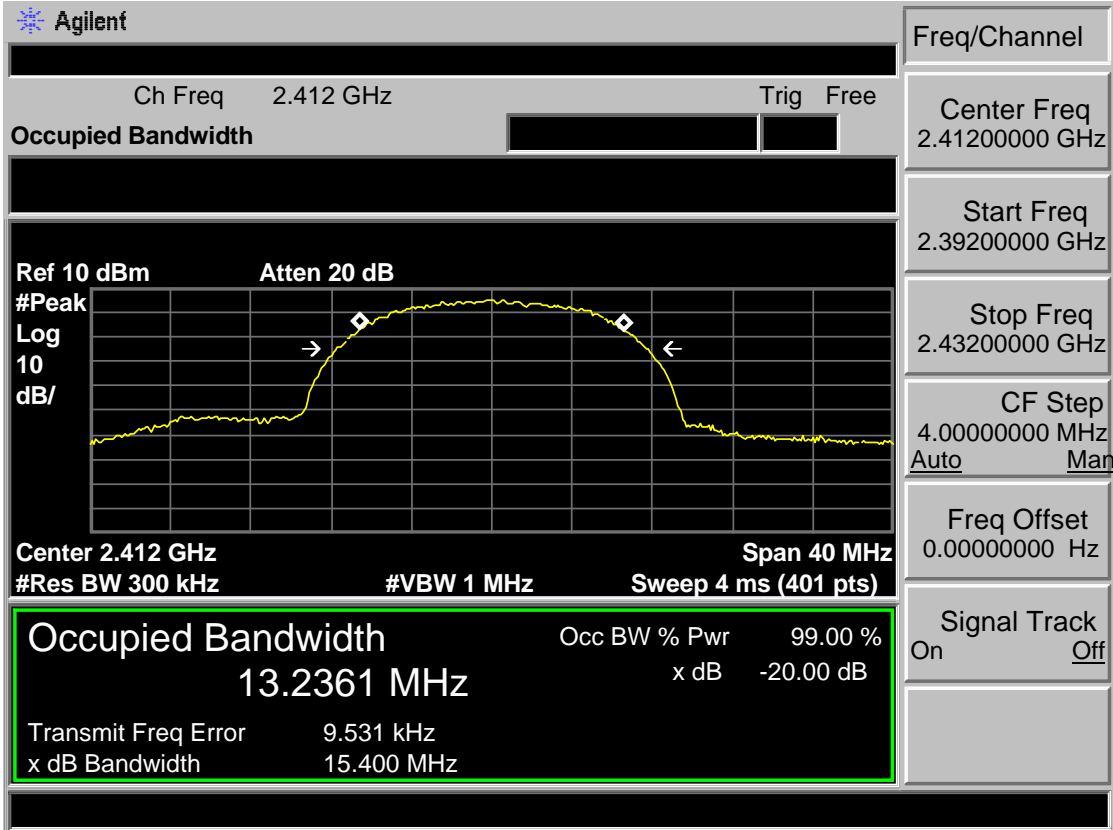 Agilent
Freq/Channel
Ch Freq 2.412 GHz Trig Free
Occupied Bandwidth
Center Freq
2.41200000 GHz
Start Freq
2.39200000 GHz
Stop Freq
2.43200000 GHz
CF Step
4.00000000 MHz
Auto Man
Freq Offset
0.00000000 Hz
Signal Track
On Off
Ref 10 dBm Atten 20 dB
#Peak
Log
10
dB/
Center 2.412 GHz Span 40 MHz
#Res BW 300 kHz #VBW 1 MHz Sweep 4 ms (401 pts)
Occupied Bandwidth Occ BW % Pwr 99.00 %
13.2361 MHz x dB -20.00 dB
Transmit Freq Error 9.531 kHz
x dB Bandwidth 15.400 MHz